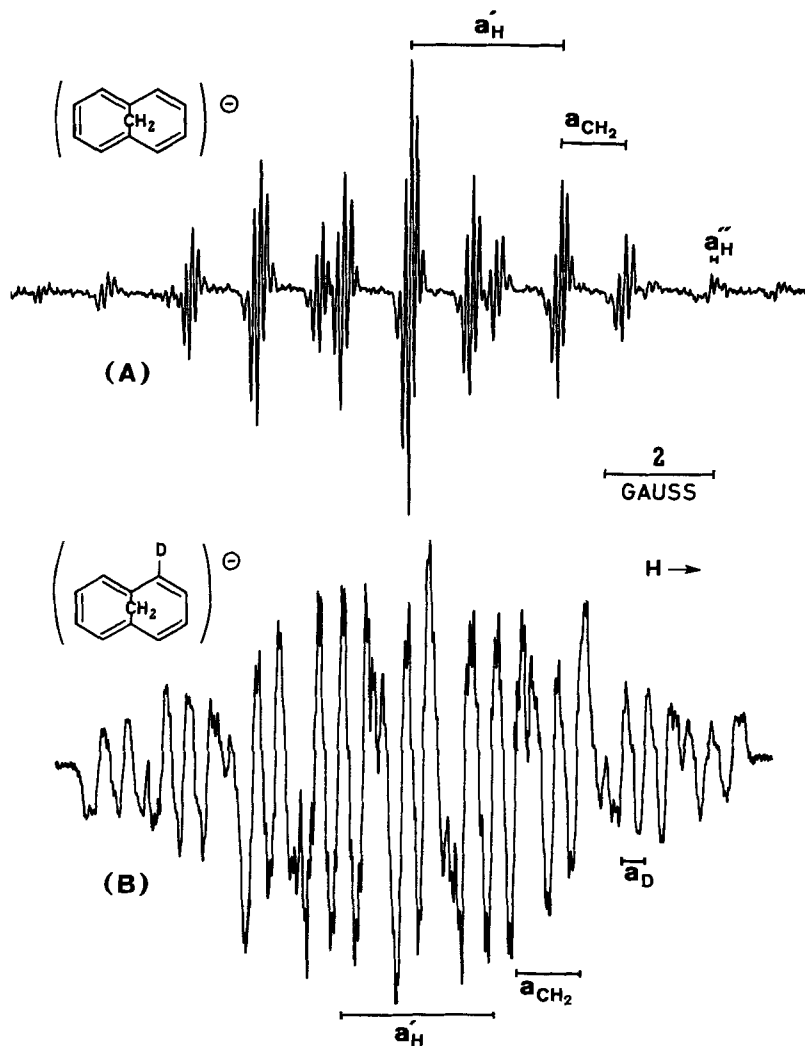 a′H
CH2
⊖
aCH2
a″H
(A)
2
GAUSS
D
CH2
⊖
H →
(B)
aD
aCH2
a′H